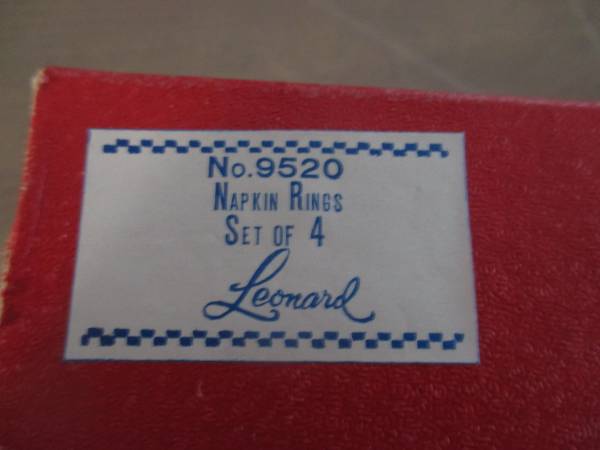 No.9520
NAPKIN RINGS
SET OF 4
Leonard